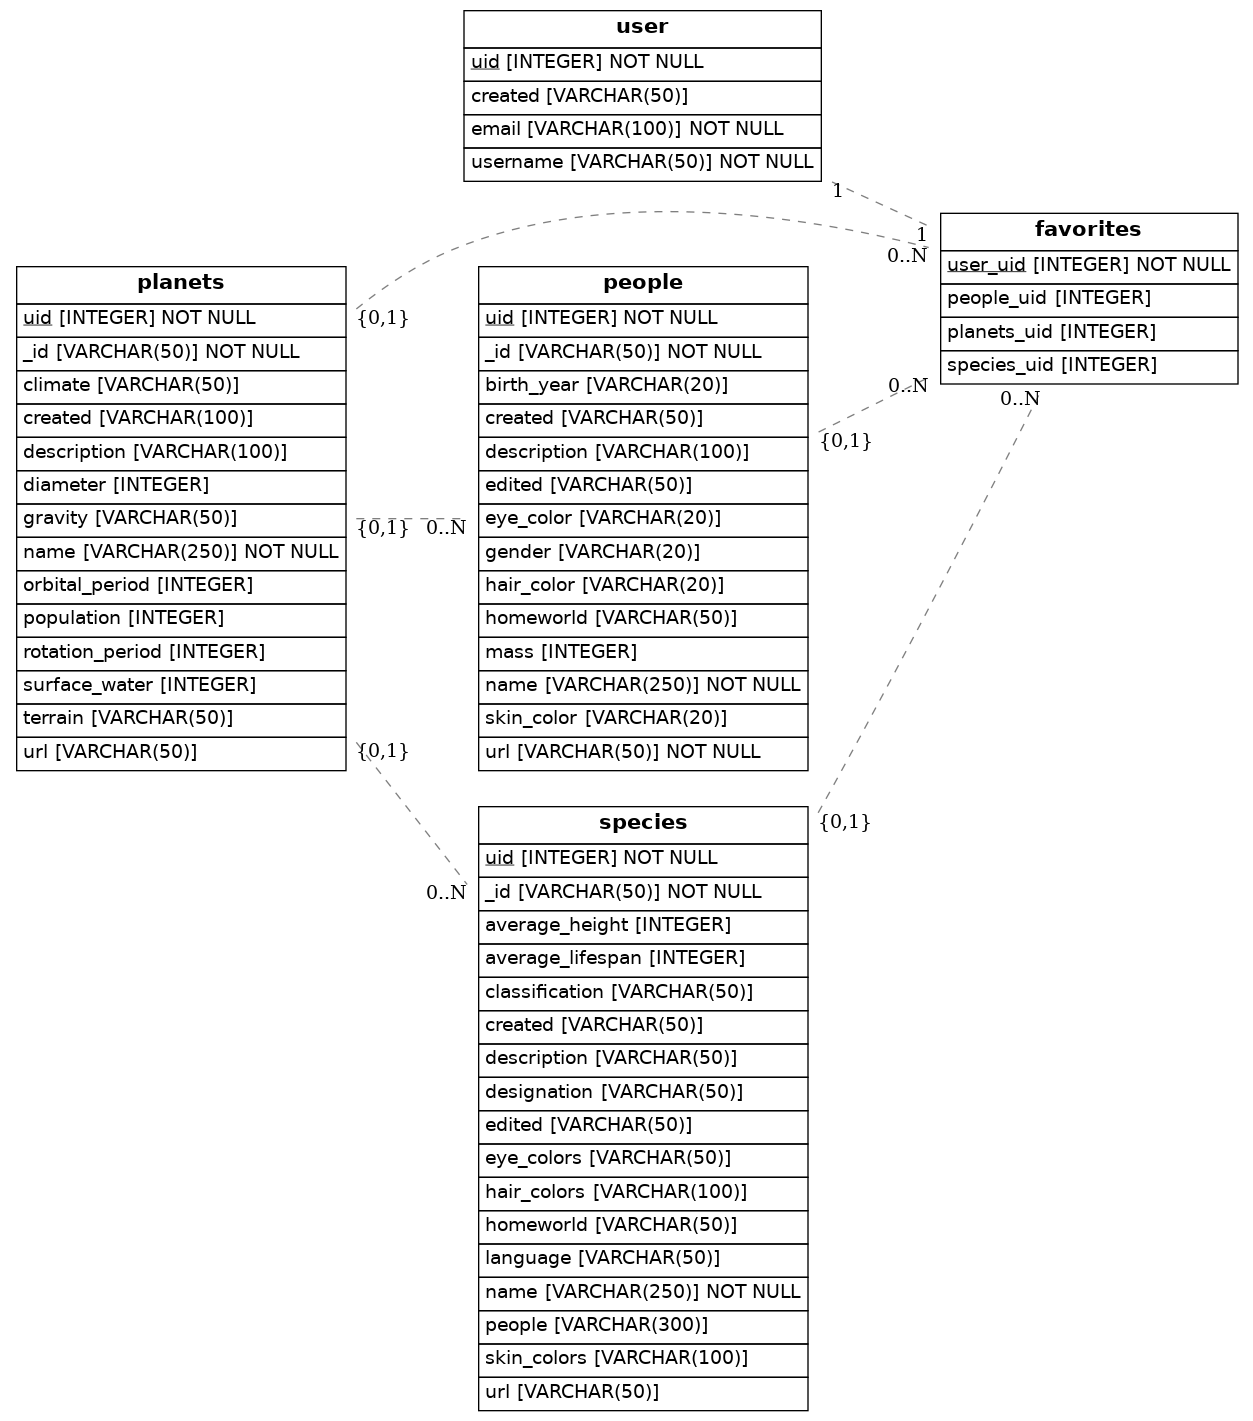 user
uid [INTEGER] NOT NULL
created [VARCHAR(50)]
email [VARCHAR(100)] NOT NULL
username [VARCHAR(50)] NOT NULL
1
1
0..N
favorites
user_uid [INTEGER] NOT NULL
people_uid [INTEGER]
planets_uid [INTEGER]
species_uid [INTEGER]
0..N
0..N
planets
uid [INTEGER] NOT NULL
_id [VARCHAR(50)] NOT NULL
climate [VARCHAR(50)]
created [VARCHAR(100)]
description [VARCHAR(100)]
diameter [INTEGER]
gravity [VARCHAR(50)]
name [VARCHAR(250)] NOT NULL
orbital_period [INTEGER]
population [INTEGER]
rotation_period [INTEGER]
surface_water [INTEGER]
terrain [VARCHAR(50)]
url [VARCHAR(50)]
{0,1}
{0,1}
0..N
{0,1}
people
uid [INTEGER] NOT NULL
_id [VARCHAR(50)] NOT NULL
birth_year [VARCHAR(20)]
created [VARCHAR(50)]
description [VARCHAR(100)]
edited [VARCHAR(50)]
eye_color [VARCHAR(20)]
gender [VARCHAR(20)]
hair_color [VARCHAR(20)]
homeworld [VARCHAR(50)]
mass [INTEGER]
name [VARCHAR(250)] NOT NULL
skin_color [VARCHAR(20)]
url [VARCHAR(50)] NOT NULL
{0,1}
{0,1}
0..N
species
uid [INTEGER] NOT NULL
_id [VARCHAR(50)] NOT NULL
average_height [INTEGER]
average_lifespan [INTEGER]
classification [VARCHAR(50)]
created [VARCHAR(50)]
description [VARCHAR(50)]
designation [VARCHAR(50)]
edited [VARCHAR(50)]
eye_colors [VARCHAR(50)]
hair_colors [VARCHAR(100)]
homeworld [VARCHAR(50)]
language [VARCHAR(50)]
name [VARCHAR(250)] NOT NULL
people [VARCHAR(300)]
skin_colors [VARCHAR(100)]
url [VARCHAR(50)]